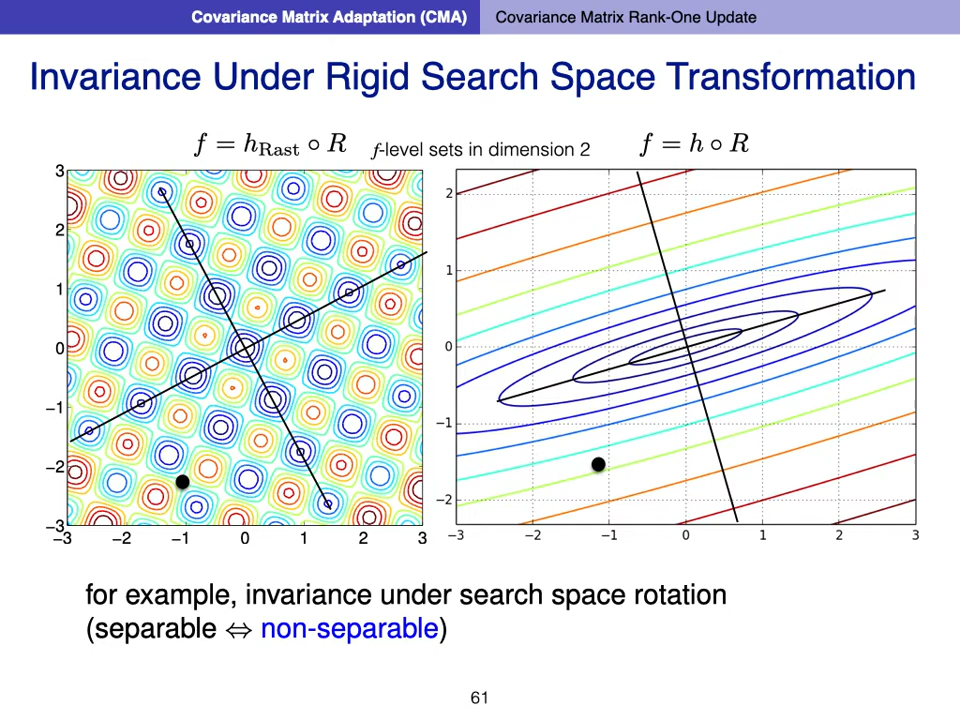 Covariance Matrix Adaptation (CMA) Covariance Matrix Rank-One Update
Invariance Under Rigid Search Space Transformation
f = h_Rast ∘ R f-level sets in dimension 2 f = h ∘ R
3
2
1
0
−1
−2
−3
−3 −2 −1 0 1 2 3
2
1
0
−1
−2
−3 −2 −1 0 1 2 3
for example, invariance under search space rotation
(separable ⇔ non-separable)
61